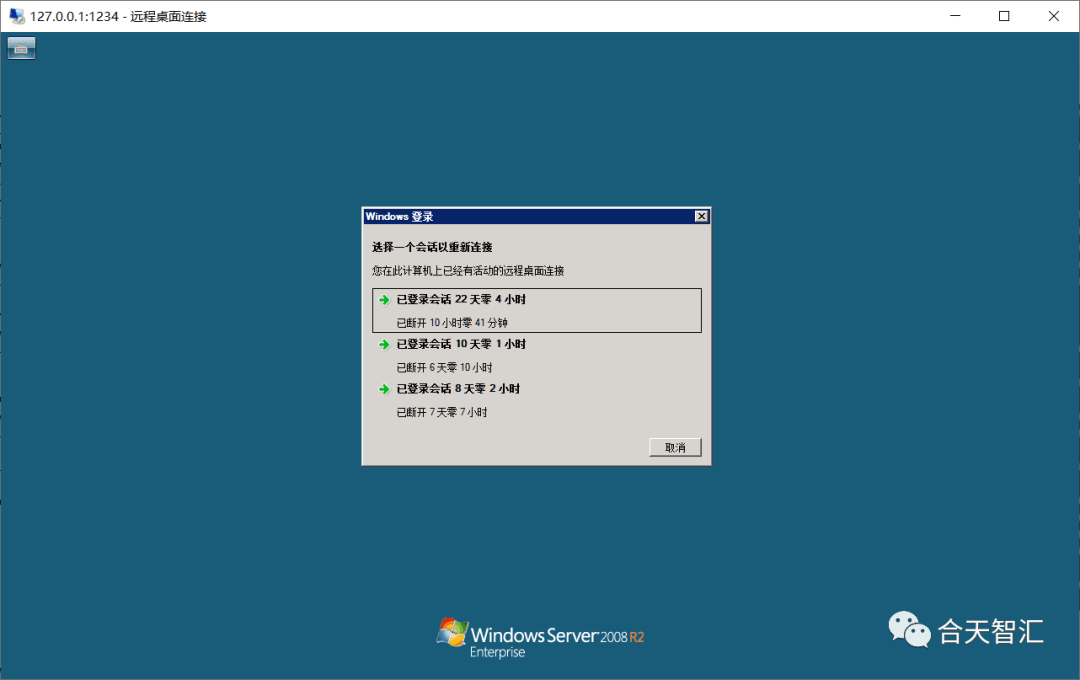 127.0.0.1:1234 - 远程桌面连接
Windows 登录
选择一个会话以重新连接
您在此计算机上已经有活动的远程桌面连接
已登录会话 22 天零 4 小时
已断开 10 小时零 41 分钟
已登录会话 10 天零 1 小时
已断开 6 天零 10 小时
已登录会话 8 天零 2 小时
已断开 7 天零 7 小时
取消
Windows Server 2008 R2
Enterprise
合天智汇